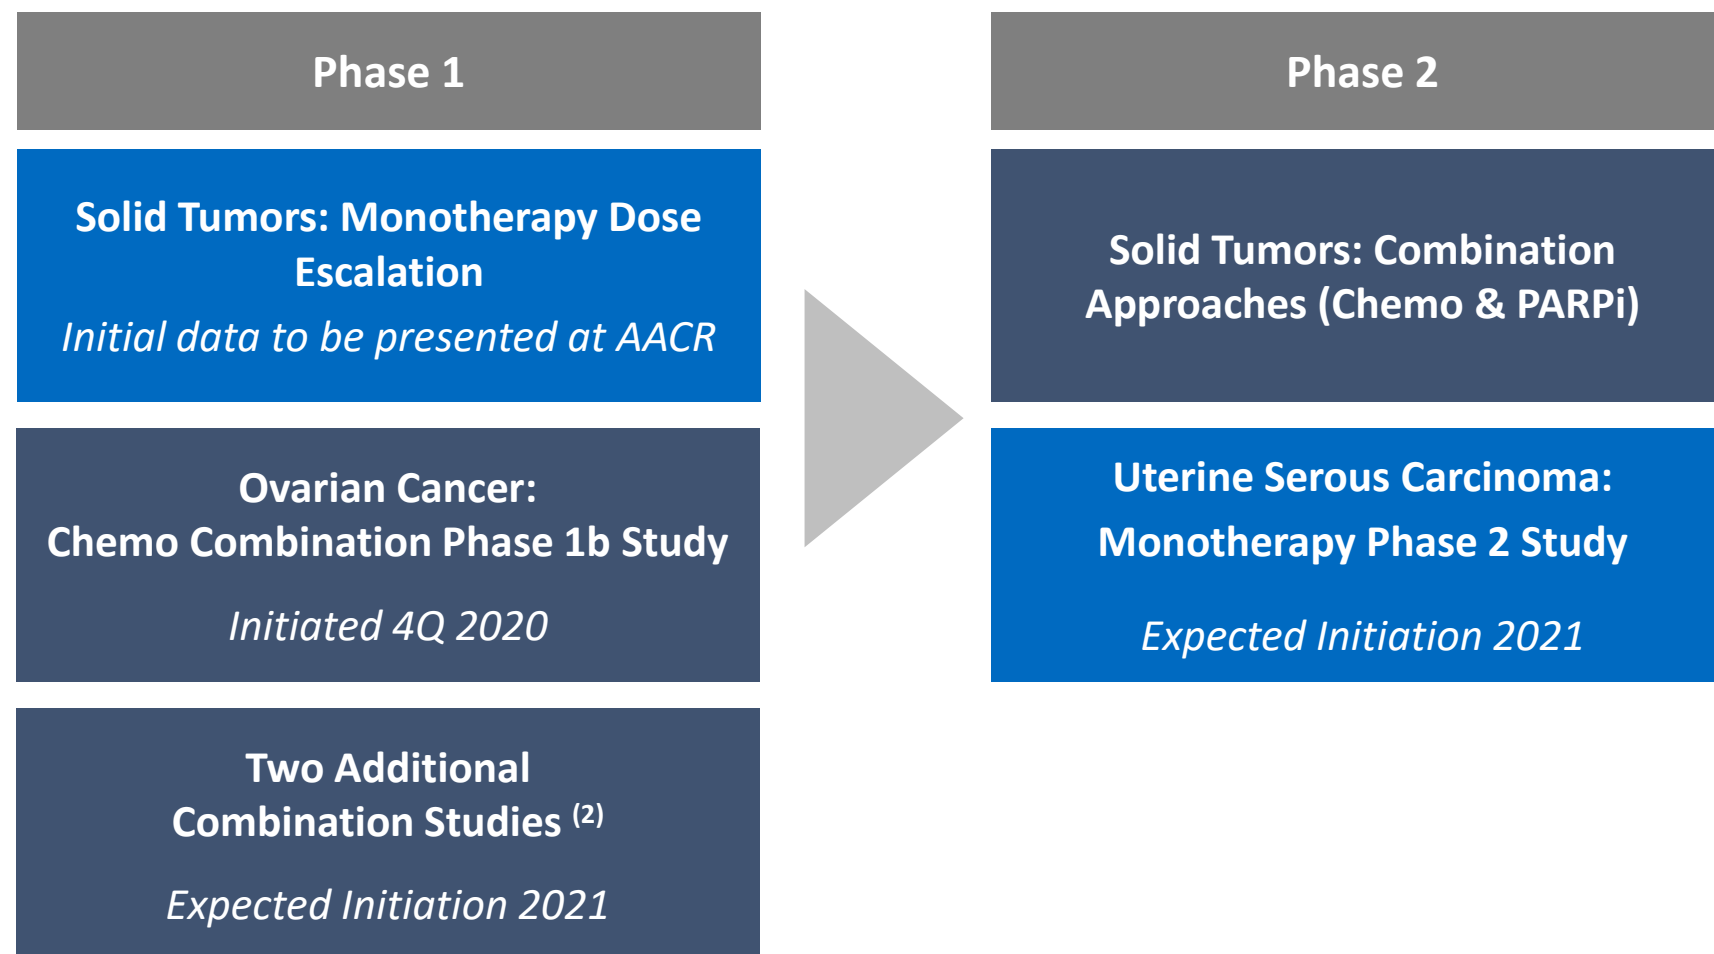 Phase 1
Solid Tumors: Monotherapy Dose
Escalation
Initial data to be presented at AACR
Ovarian Cancer:
Chemo Combination Phase 1b Study
Initiated 4Q 2020
Two Additional
Combination Studies (2)
Expected Initiation 2021
Phase 2
Solid Tumors: Combination
Approaches (Chemo & PARPi)
Uterine Serous Carcinoma:
Monotherapy Phase 2 Study
Expected Initiation 2021